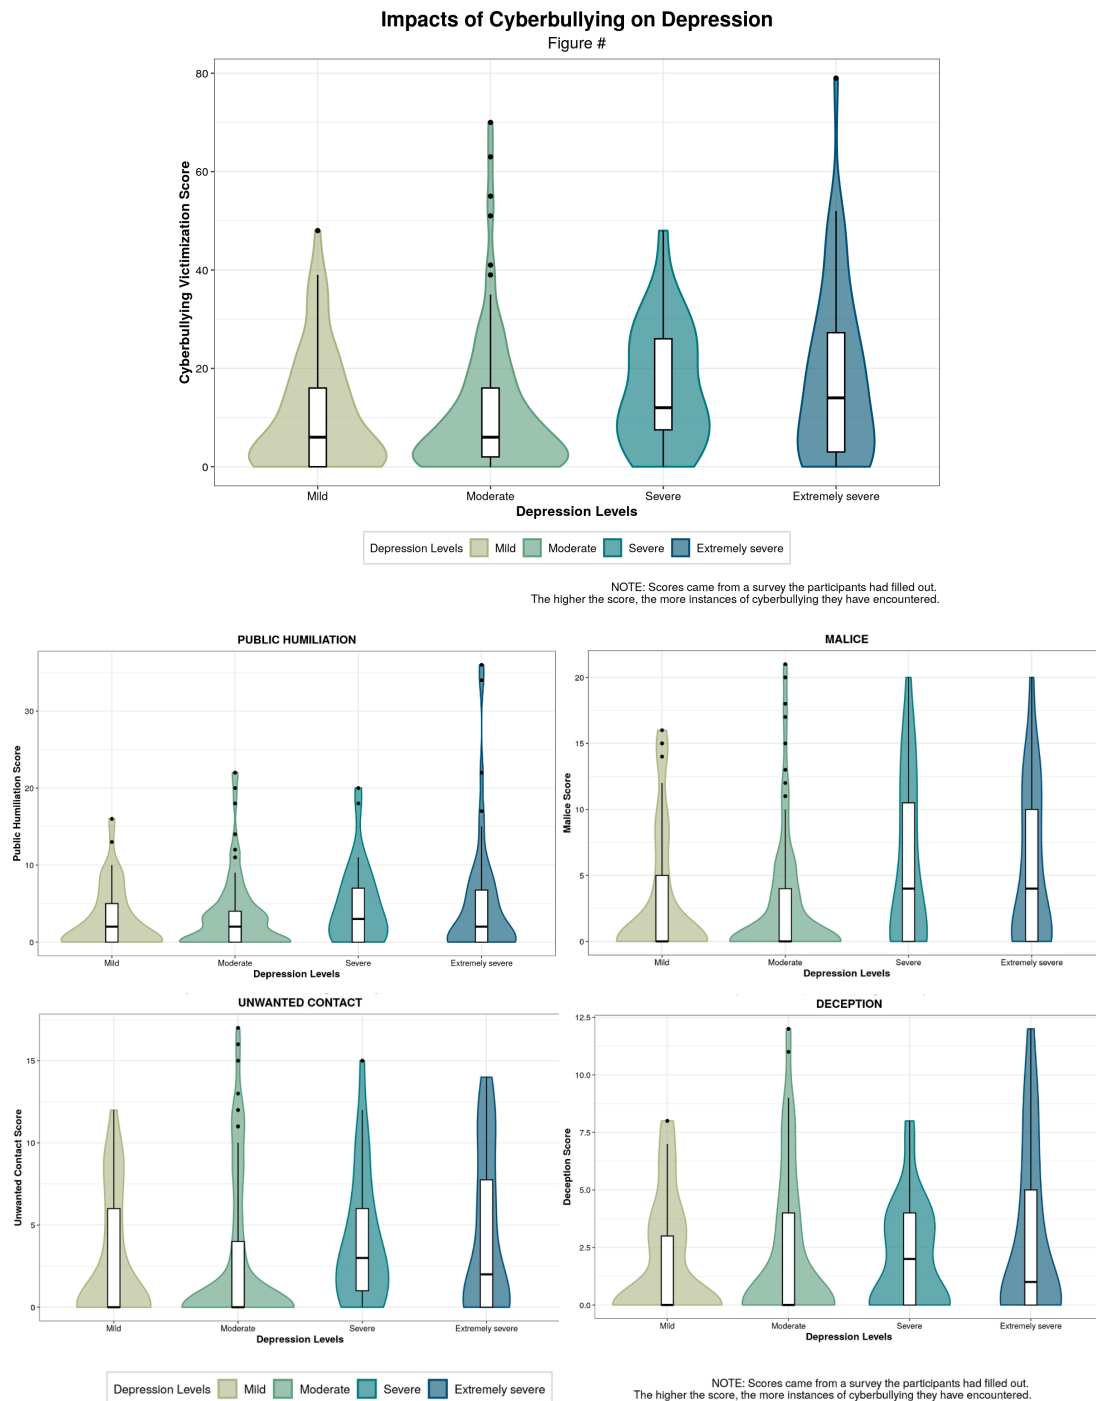 Impacts of Cyberbullying on Depression
Figure #
Cyberbullying Victimization Score
80
60
40
20
0
Mild Moderate Severe Extremely severe
Depression Levels
Depression Levels Mild Moderate Severe Extremely severe
NOTE: Scores came from a survey the participants had filled out.
The higher the score, the more instances of cyberbullying they have encountered.
PUBLIC HUMILIATION
Public Humiliation Score
30
20
10
0
Mild Moderate Severe Extremely severe
Depression Levels
MALICE
Malice Score
20
15
10
5
0
Mild Moderate Severe Extremely severe
Depression Levels
UNWANTED CONTACT
Unwanted Contact Score
15
10
5
0
Mild Moderate Severe Extremely severe
Depression Levels
DECEPTION
Deception Score
12.5
10.0
7.5
5.0
2.5
0.0
Mild Moderate Severe Extremely severe
Depression Levels
Depression Levels Mild Moderate Severe Extremely severe
NOTE: Scores came from a survey the participants had filled out.
The higher the score, the more instances of cyberbullying they have encountered.